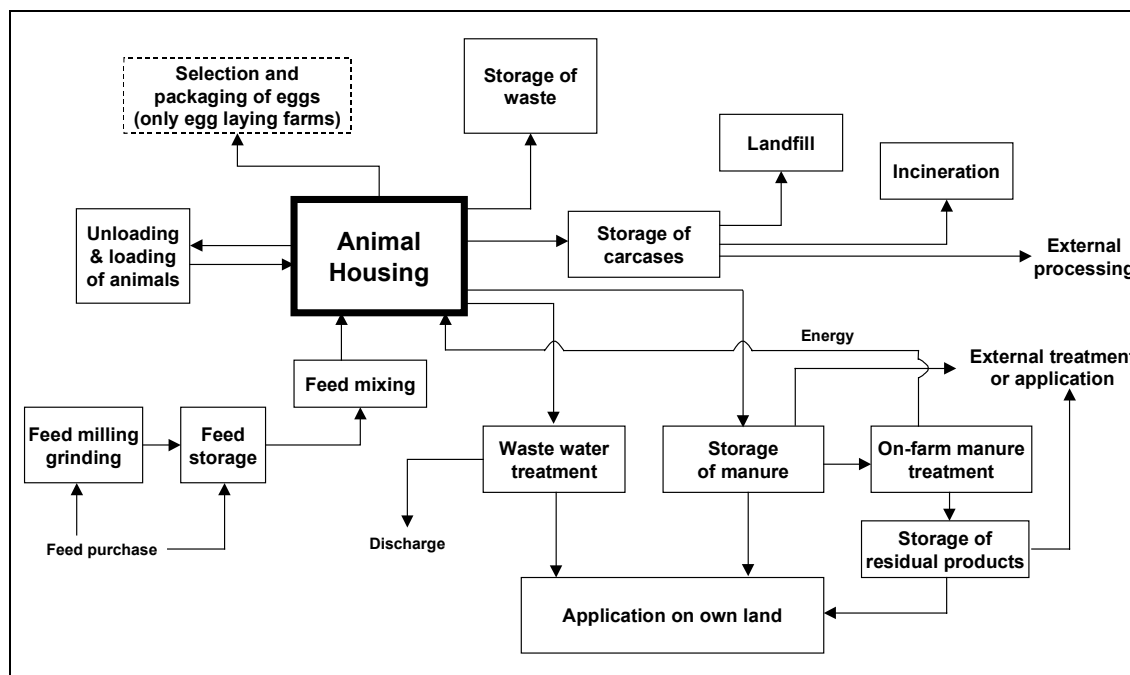 Selection and
packaging of eggs
(only egg laying farms)
Storage of
waste
Landfill
Incineration
Unloading
& loading
of animals
Animal
Housing
Storage of
carcases
External
processing
Energy
External treatment
or application
Feed mixing
Feed milling
grinding
Feed
storage
Waste water
treatment
Storage
of manure
On-farm manure
treatment
Feed purchase
Discharge
Storage of
residual products
Application on own land